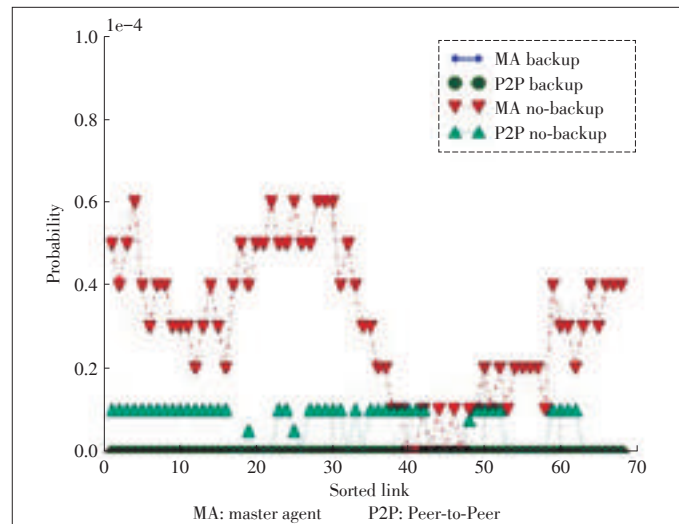 1e−4
1.0
0.8
0.6
0.4
0.2
0.0
Probability
MA backup
P2P backup
MA no-backup
P2P no-backup
0 10 20 30 40 50 60 70
Sorted link
MA: master agent P2P: Peer-to-Peer